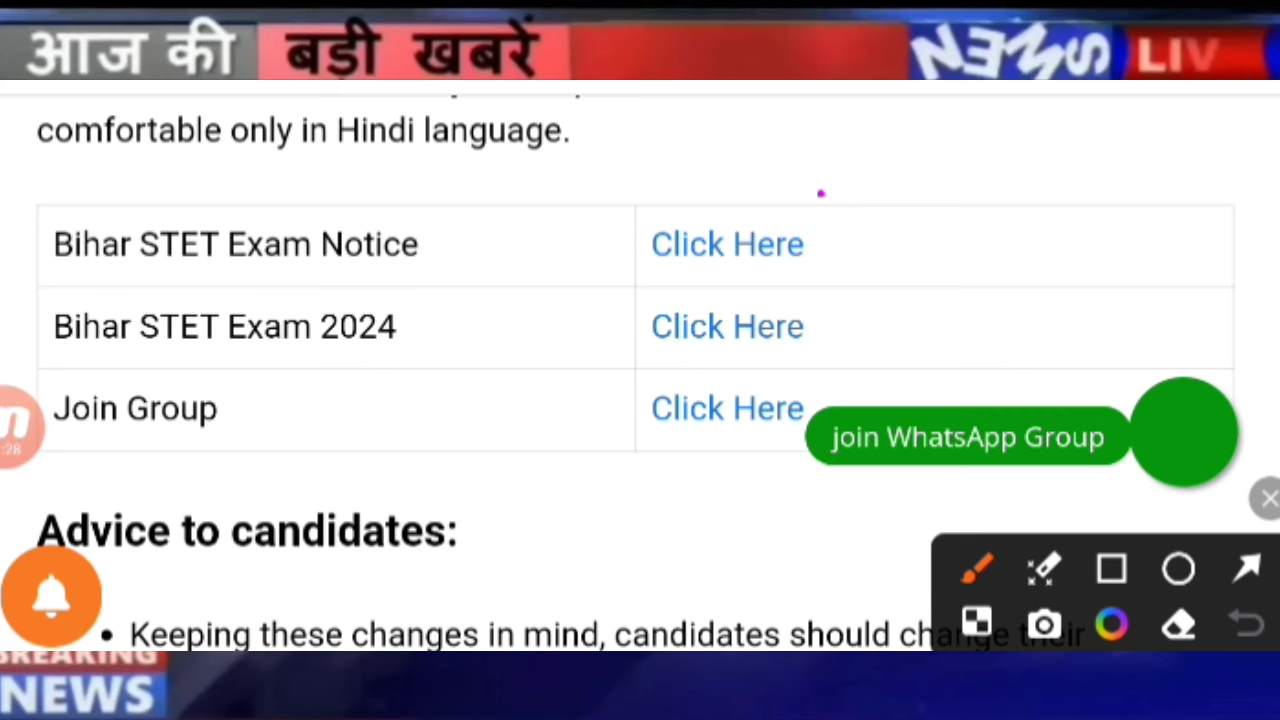 आज की बड़ी खबरें NEWS LIV
comfortable only in Hindi language.
Bihar STET Exam Notice Click Here
Bihar STET Exam 2024 Click Here
Join Group Click Here
join WhatsApp Group
:28
Advice to candidates:
• Keeping these changes in mind, candidates should change their
BREAKING
NEWS